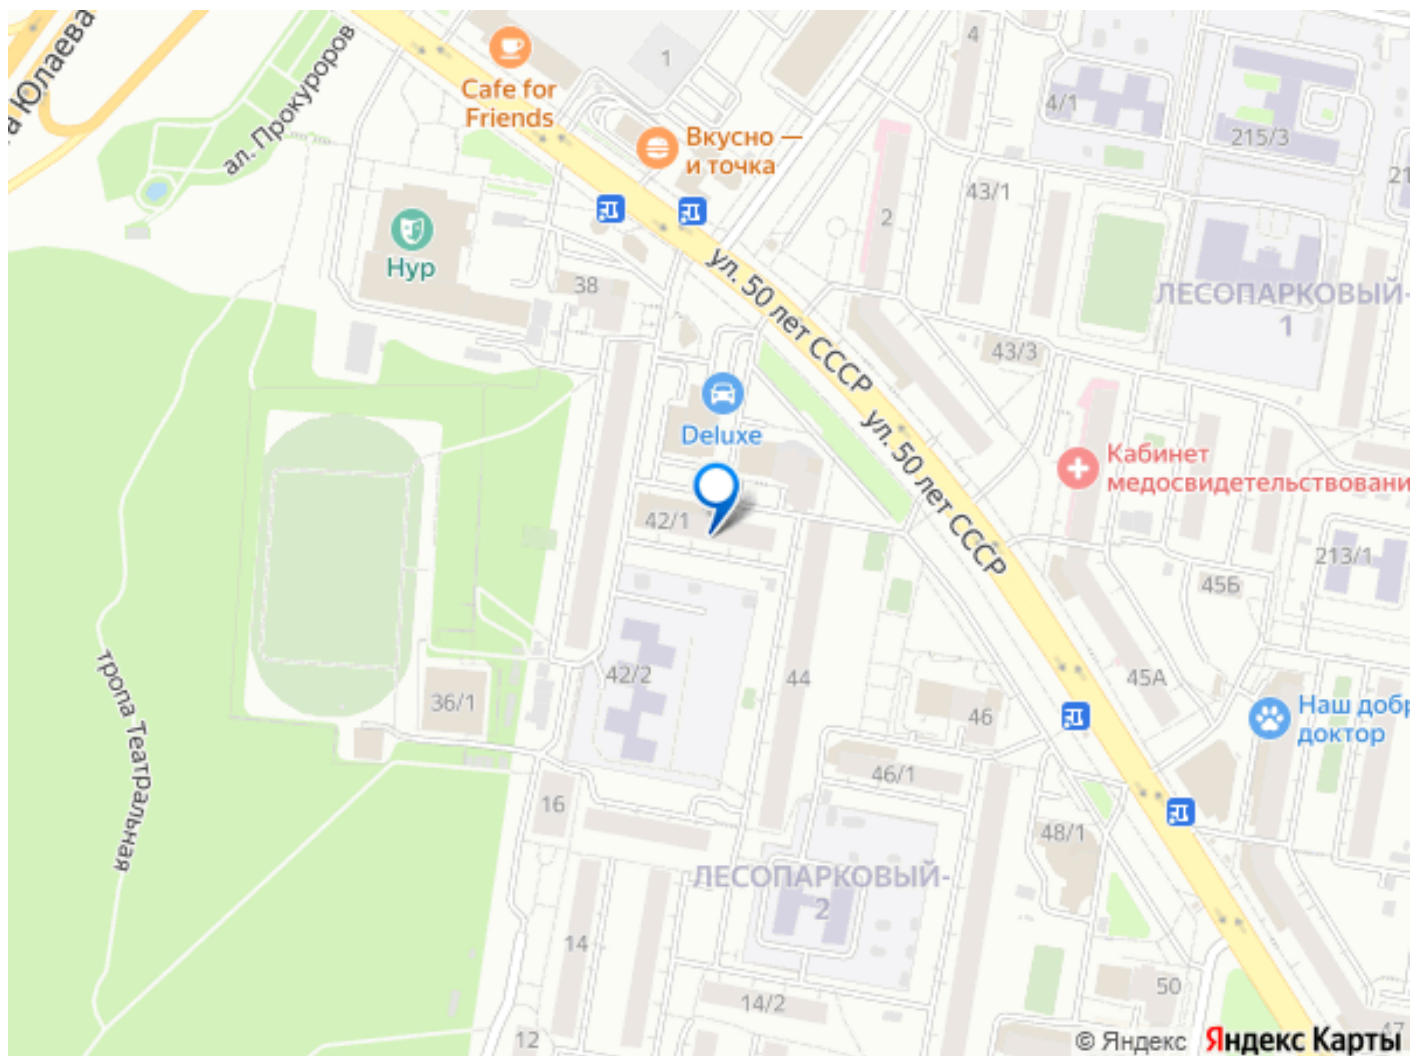 а Юлаева
ал. Прокуроров
Cafe for
Friends
1
Вкусно —
и точка
4
4/1
215/3
21
43/1
2
Нур
38
ул. 50 лет СССР
ЛЕСОПАРКОВЫЙ-
1
43/3
Deluxe
ул. 50 лет СССР
Кабинет
медосвидетельствовани
42/1
213/1
45Б
тропа Театральная
42/2
36/1
44
45А
46
Наш добр
доктор
46/1
16
48/1
ЛЕСОПАРКОВЫЙ-
2
14
14/2
50
12
47
© Яндекс Яндекс Карты